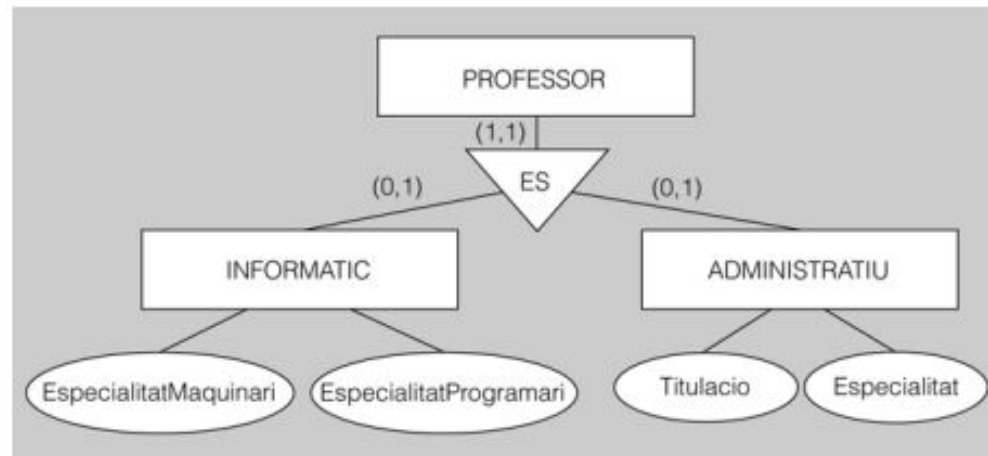 PROFESSOR
(1,1)
ES
(0,1)
(0,1)
INFORMATIC
ADMINISTRATIU
EspecialitatMaquinari
EspecialitatProgramari
Titulacio
Especialitat